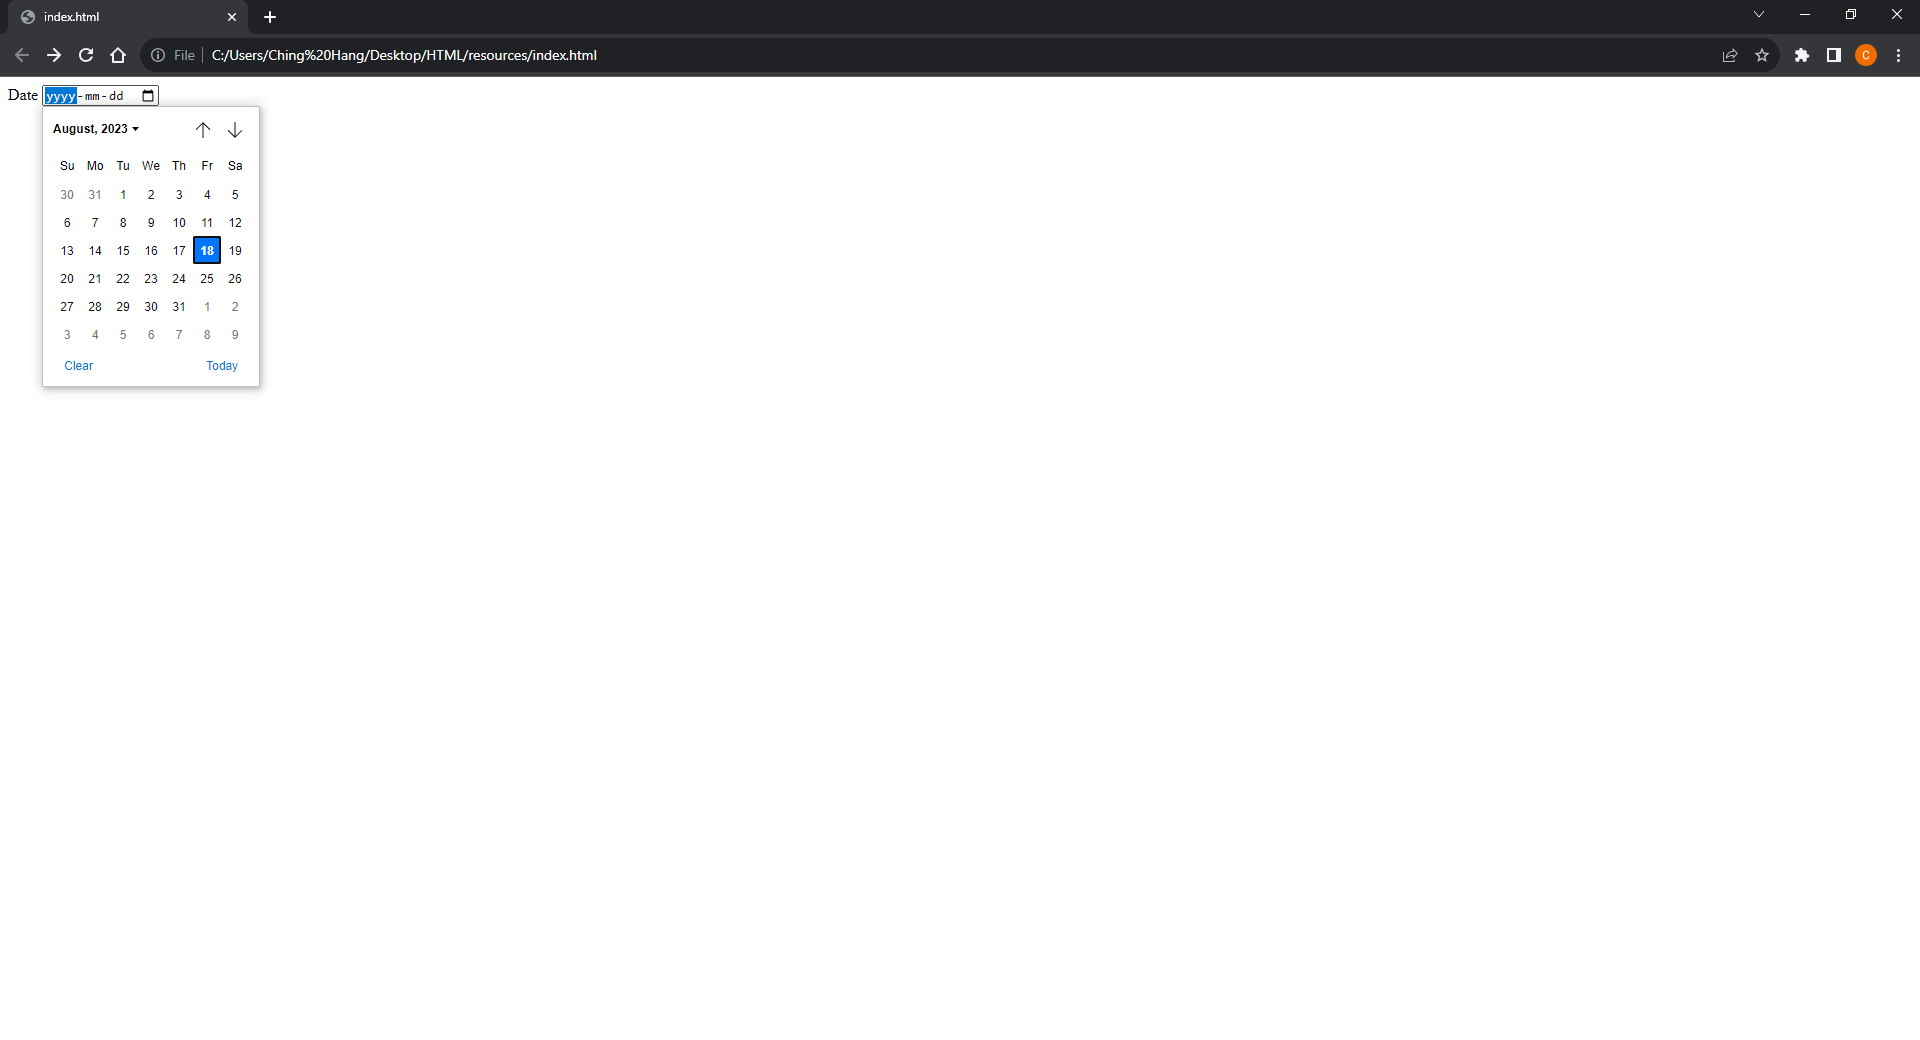 index.html
File C:/Users/Ching%20Hang/Desktop/HTML/resources/index.html
C
Date yyyy-mm-dd
August, 2023
Su Mo Tu We Th Fr Sa
30 31 1 2 3 4 5
6 7 8 9 10 11 12
13 14 15 16 17 18 19
20 21 22 23 24 25 26
27 28 29 30 31 1 2
3 4 5 6 7 8 9
Clear Today